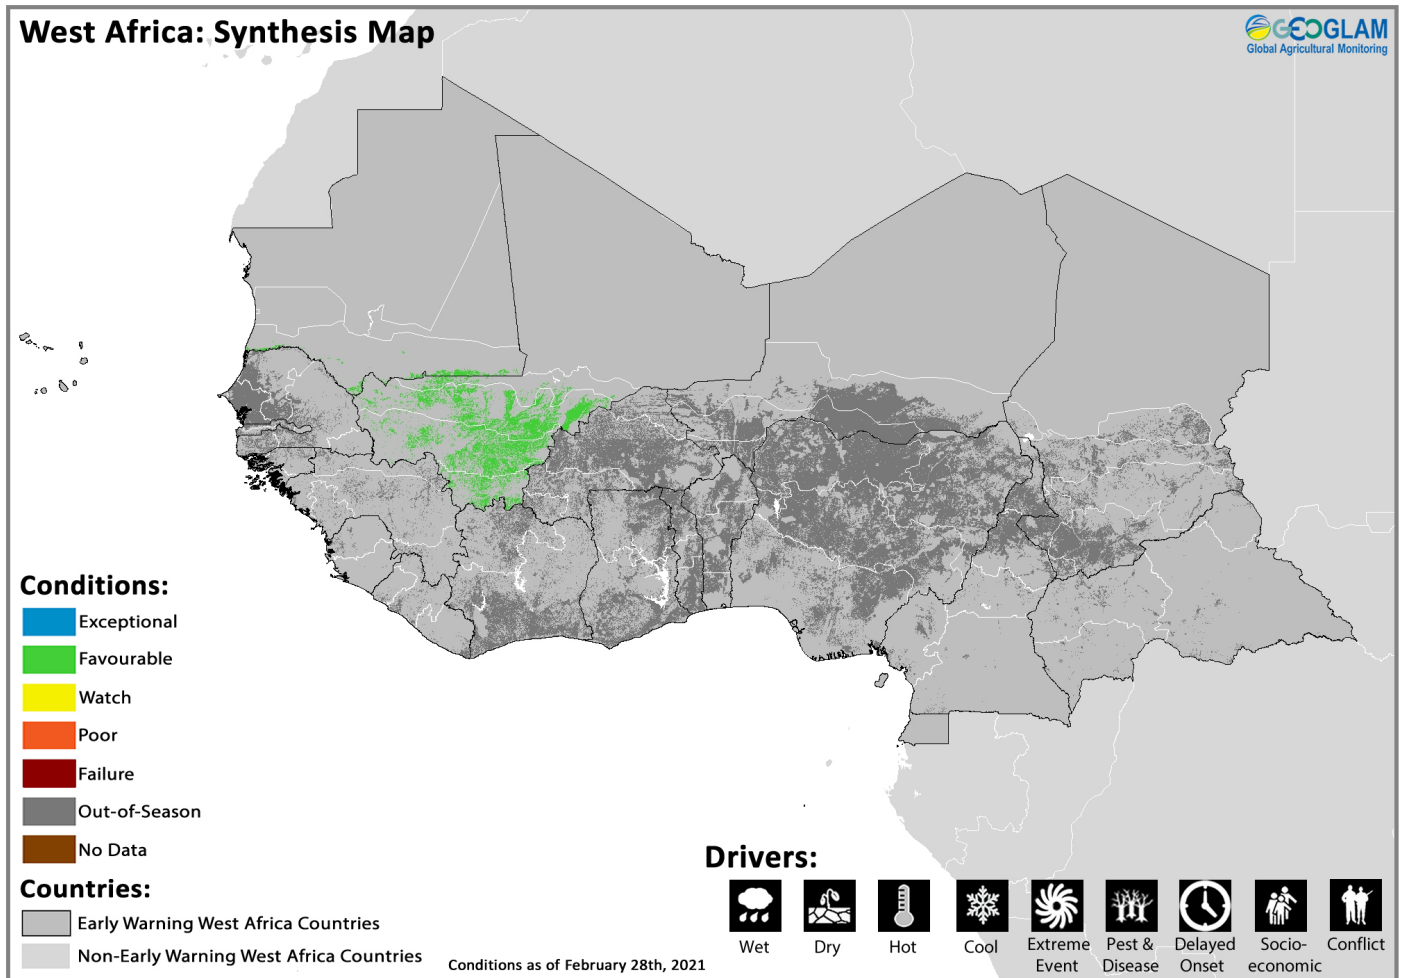 West Africa: Synthesis Map
GEOGLAM
Global Agricultural Monitoring
Conditions:
Exceptional
Favourable
Watch
Poor
Failure
Out-of-Season
No Data
Countries:
Early Warning West Africa Countries
Non-Early Warning West Africa Countries
Conditions as of February 28th, 2021
Drivers:
Wet
Dry
Hot
Cool
Extreme
Event
Pest &
Disease
Delayed
Onset
Socio-
economic
Conflict